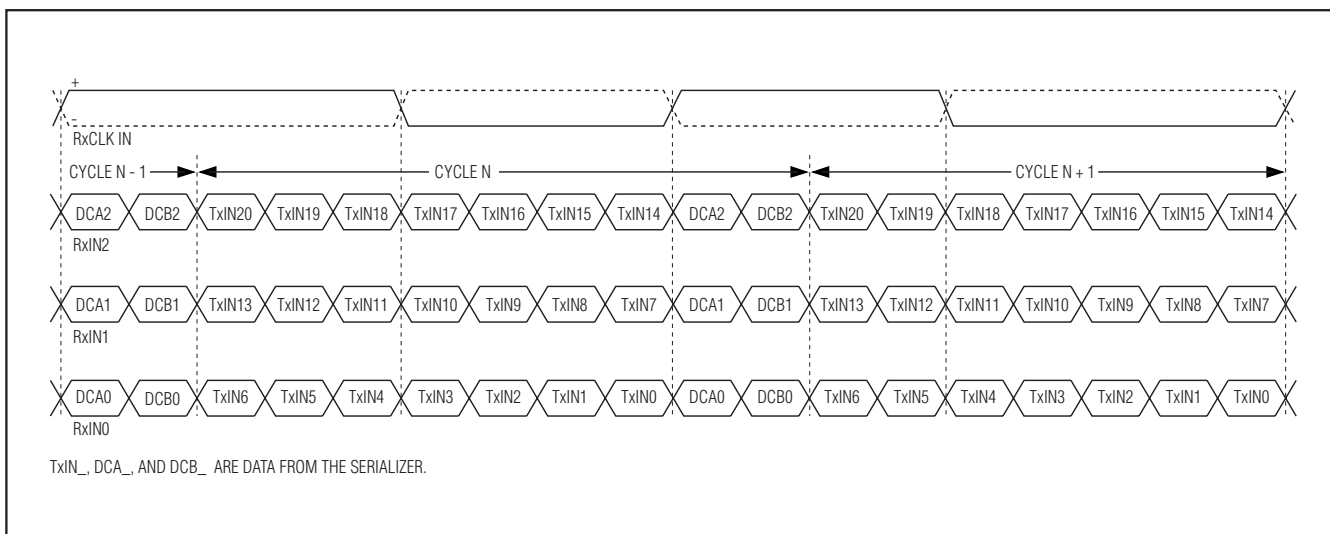 +
-
RxCLK IN
CYCLE N - 1 CYCLE N CYCLE N + 1
DCA2 DCB2 TxIN20 TxIN19 TxIN18 TxIN17 TxIN16 TxIN15 TxIN14 DCA2 DCB2 TxIN20 TxIN19 TxIN18 TxIN17 TxIN16 TxIN15 TxIN14
RxIN2
DCA1 DCB1 TxIN13 TxIN12 TxIN11 TxIN10 TxIN9 TxIN8 TxIN7 DCA1 DCB1 TxIN13 TxIN12 TxIN11 TxIN10 TxIN9 TxIN8 TxIN7
RxIN1
DCA0 DCB0 TxIN6 TxIN5 TxIN4 TxIN3 TxIN2 TxIN1 TxIN0 DCA0 DCB0 TxIN6 TxIN5 TxIN4 TxIN3 TxIN2 TxIN1 TxIN0
RxIN0
TxIN_, DCA_, AND DCB_ ARE DATA FROM THE SERIALIZER.